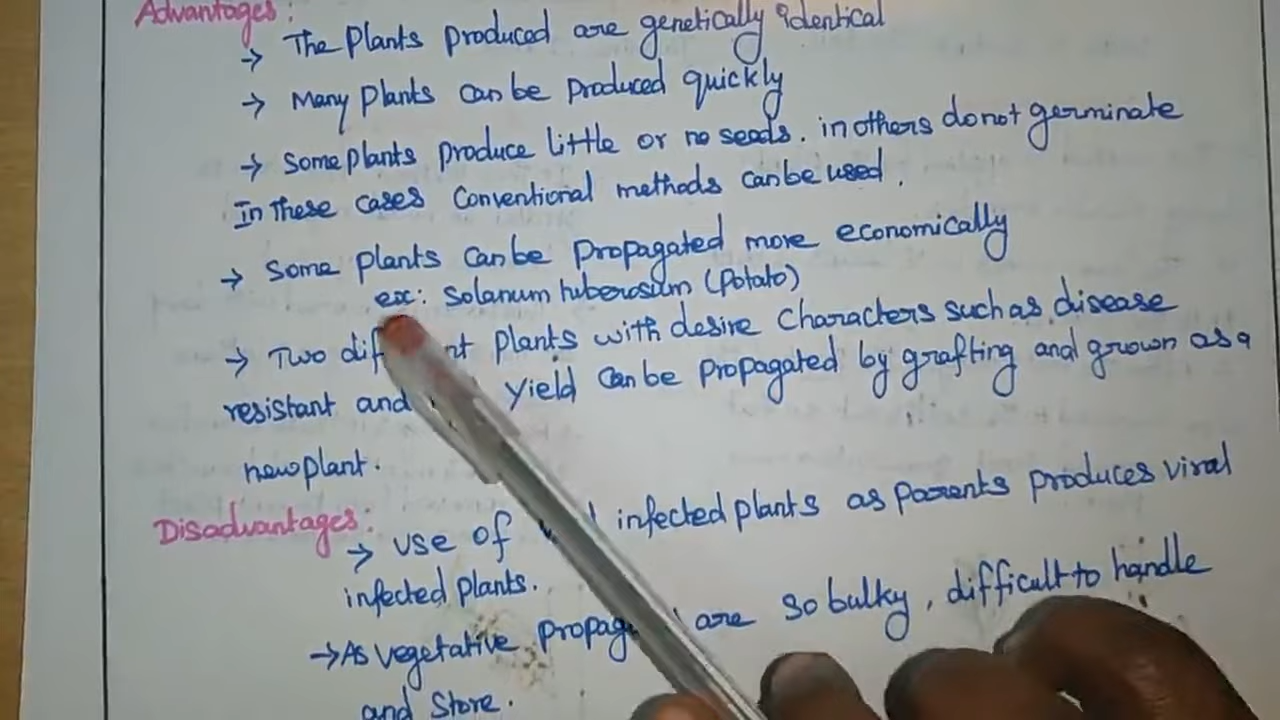 Advantages:
→ The plants produced are genetically identical
→ Many plants can be produced quickly
→ some plants produce little or no seeds. in others do not germinate
In these cases conventional methods can be used.
→ some plants can be propagated more economically
ex: Solanum tuberosum (potato)
→ Two plants with desire characters such as disease
resistant and yield can be propagated by grafting and grown as a
new plant.
Disadvantages:
→ use of infected plants as parents produces viral
infected plants.
→ As vegetative are so bulky, difficult to handle
and store.